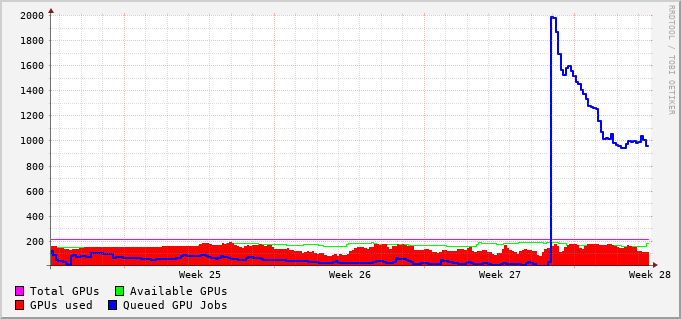 RRDTOOL / TOBI OETIKER
2000
1800
1600
1400
1200
1000
800
600
400
200
Week 25 Week 26 Week 27 Week 28
Total GPUs Available GPUs
GPUs used Queued GPU Jobs